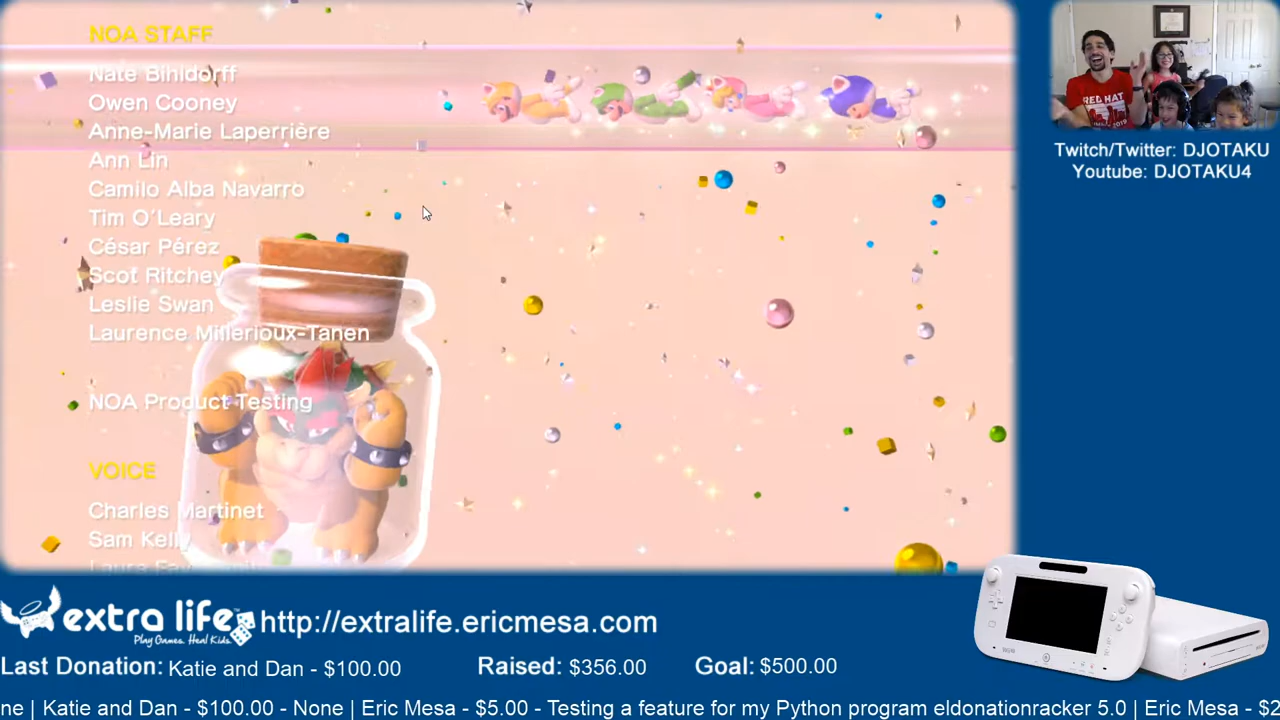 NOA STAFF
Nate Bihldorff
Owen Cooney
Anne-Marie Laperrière
Ann Lin
Camilo Alba Navarro
Tim O'Leary
César Pérez
Scot Ritchey
Leslie Swan
Laurence Millerioux-Tanen
NOA Product Testing
VOICE
Charles Martinet
Sam Kelly
RED HAT
2019
Twitch/Twitter: DJOTAKU
Youtube: DJOTAKU4
extra life
Play Games. Heal Kids.
http://extralife.ericmesa.com
Last Donation: Katie and Dan - $100.00
Raised: $356.00
Goal: $500.00
ne | Katie and Dan - $100.00 - None | Eric Mesa - $5.00 - Testing a feature for my Python program eldonationracker 5.0 | Eric Mesa - $2